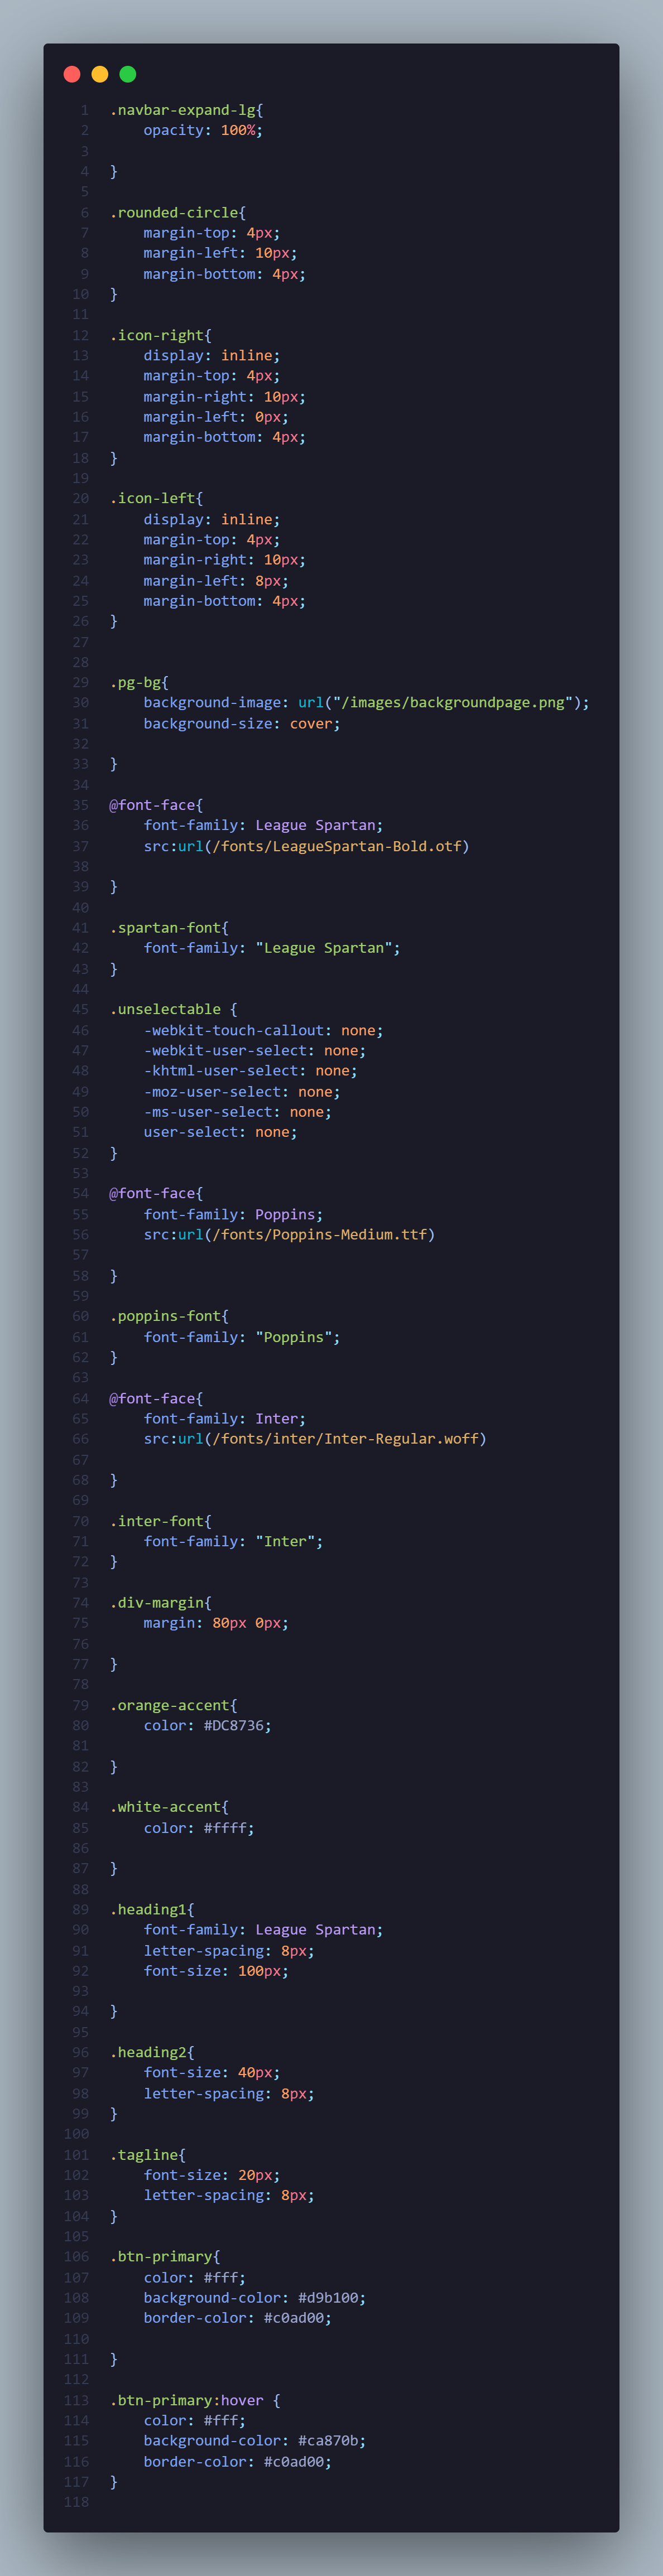 1 .navbar-expand-lg{
2     opacity: 100%;
3
4 }
5
6 .rounded-circle{
7     margin-top: 4px;
8     margin-left: 10px;
9     margin-bottom: 4px;
10 }
11
12 .icon-right{
13     display: inline;
14     margin-top: 4px;
15     margin-right: 10px;
16     margin-left: 0px;
17     margin-bottom: 4px;
18 }
19
20 .icon-left{
21     display: inline;
22     margin-top: 4px;
23     margin-right: 10px;
24     margin-left: 8px;
25     margin-bottom: 4px;
26 }
27
28
29 .pg-bg{
30     background-image: url("/images/backgroundpage.png");
31     background-size: cover;
32
33 }
34
35 @font-face{
36     font-family: League Spartan;
37     src:url(/fonts/LeagueSpartan-Bold.otf)
38
39 }
40
41 .spartan-font{
42     font-family: "League Spartan";
43 }
44
45 .unselectable {
46     -webkit-touch-callout: none;
47     -webkit-user-select: none;
48     -khtml-user-select: none;
49     -moz-user-select: none;
50     -ms-user-select: none;
51     user-select: none;
52 }
53
54 @font-face{
55     font-family: Poppins;
56     src:url(/fonts/Poppins-Medium.ttf)
57
58 }
59
60 .poppins-font{
61     font-family: "Poppins";
62 }
63
64 @font-face{
65     font-family: Inter;
66     src:url(/fonts/inter/Inter-Regular.woff)
67
68 }
69
70 .inter-font{
71     font-family: "Inter";
72 }
73
74 .div-margin{
75     margin: 80px 0px;
76
77 }
78
79 .orange-accent{
80     color: #DC8736;
81
82 }
83
84 .white-accent{
85     color: #ffff;
86
87 }
88
89 .heading1{
90     font-family: League Spartan;
91     letter-spacing: 8px;
92     font-size: 100px;
93
94 }
95
96 .heading2{
97     font-size: 40px;
98     letter-spacing: 8px;
99 }
100
101 .tagline{
102     font-size: 20px;
103     letter-spacing: 8px;
104 }
105
106 .btn-primary{
107     color: #fff;
108     background-color: #d9b100;
109     border-color: #c0ad00;
110
111 }
112
113 .btn-primary:hover {
114     color: #fff;
115     background-color: #ca870b;
116     border-color: #c0ad00;
117 }
118